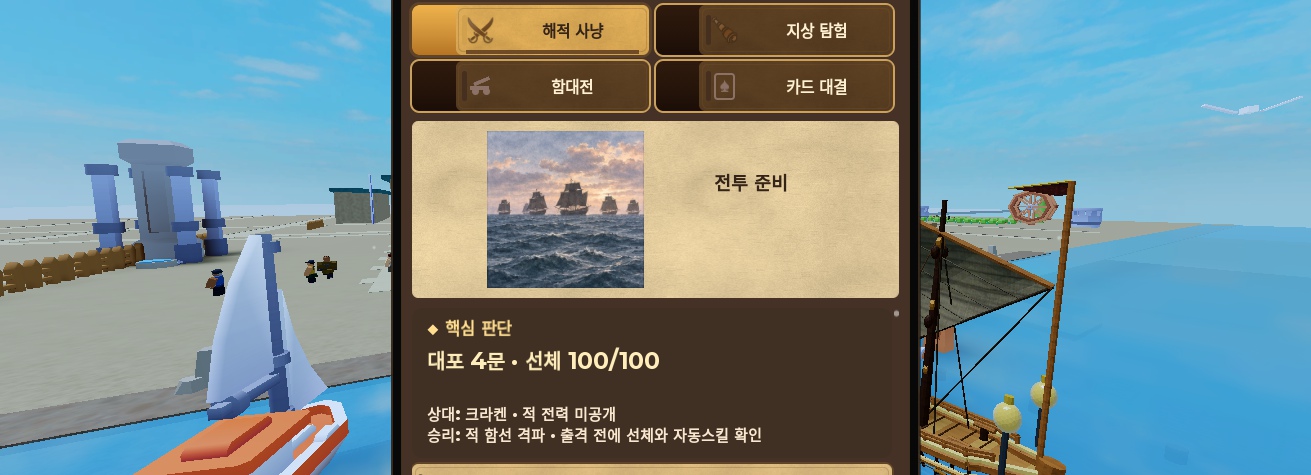 해적 사냥
지상 탐험
함대전
카드 대결
전투 준비
◆ 핵심 판단
대포 4문 • 선체 100/100
상대: 크라켄 • 적 전력 미공개
승리: 적 함선 격파 • 출격 전에 선체와 자동스킬 확인